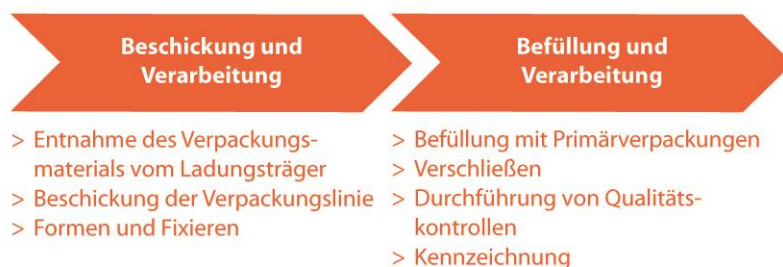 Beschickung und
Verarbeitung
> Entnahme des Verpackungs-
materials vom Ladungsträger
> Beschickung der Verpackungslinie
> Formen und Fixieren
Befüllung und
Verarbeitung
> Befüllung mit Primärverpackungen
> Verschließen
> Durchführung von Qualitäts-
kontrollen
> Kennzeichnung